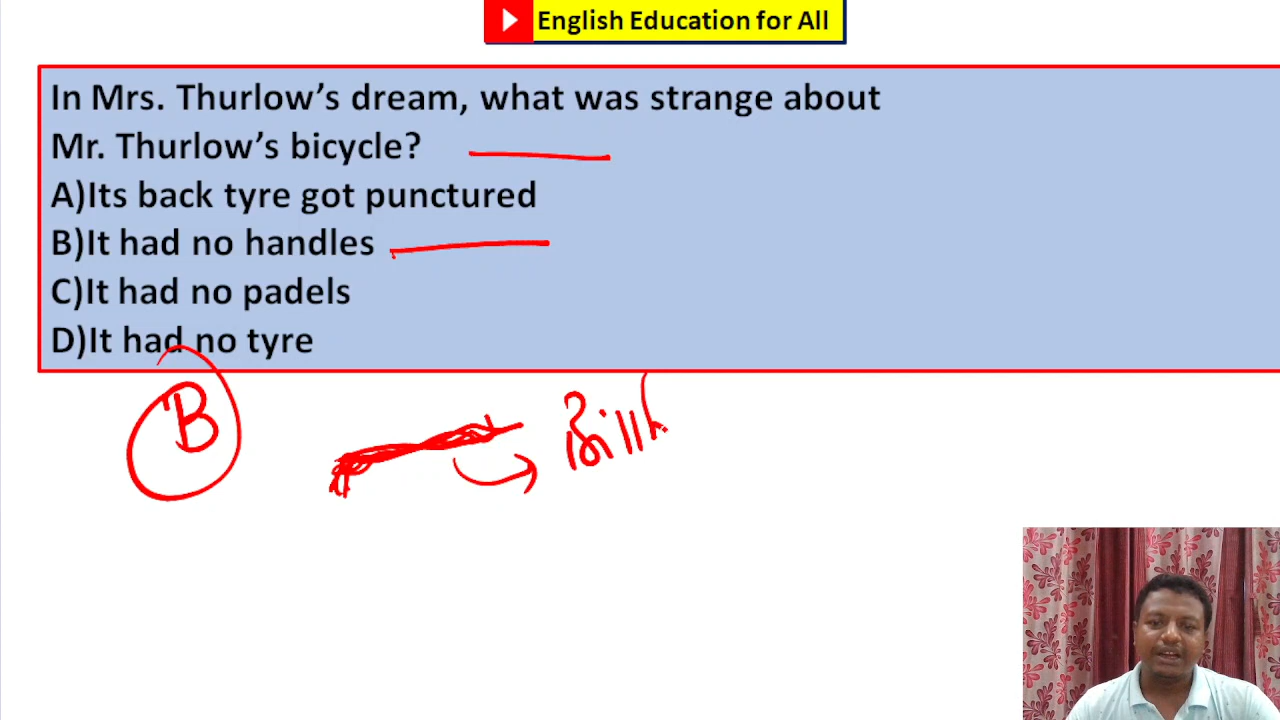 English Education for All
In Mrs. Thurlow’s dream, what was strange about
Mr. Thurlow’s bicycle?
A)Its back tyre got punctured
B)It had no handles
C)It had no padels
D)It had no tyre
B